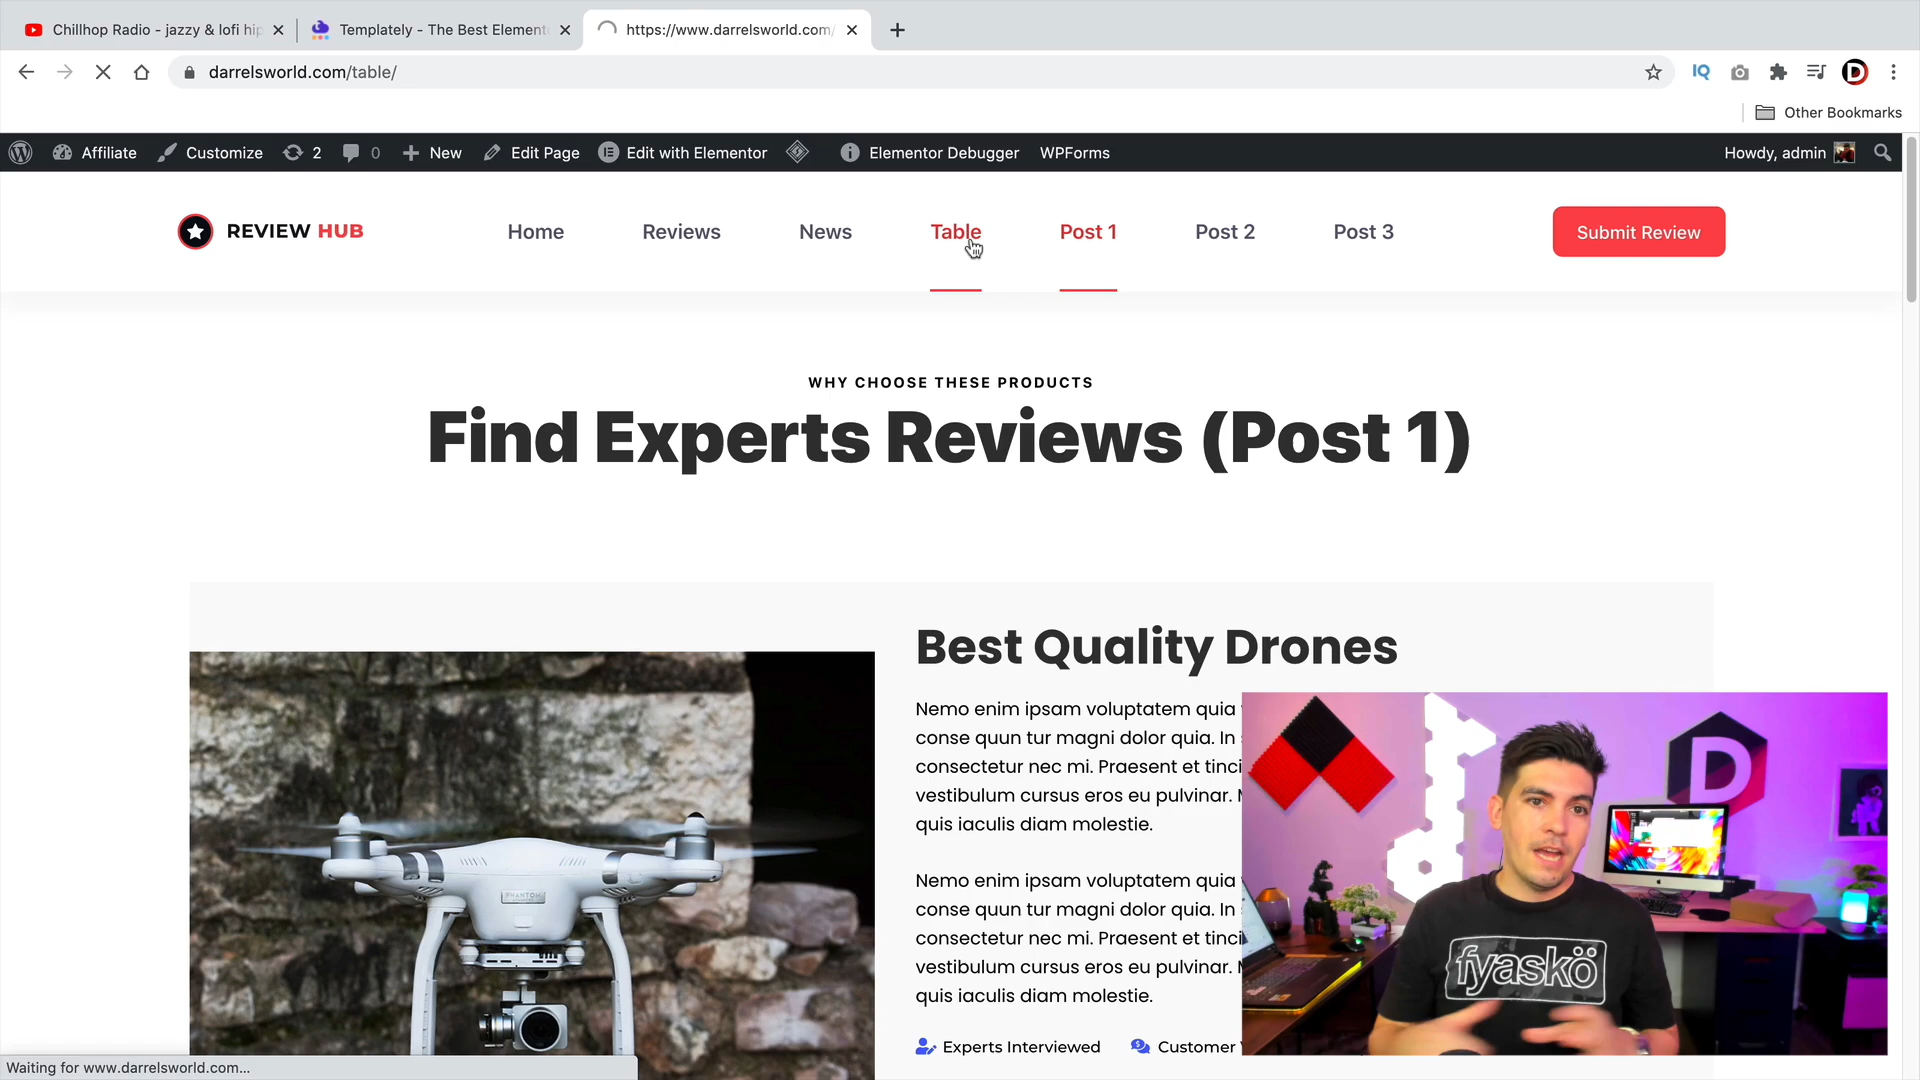 Chillhop Radio - jazzy & lofi hip
Templately - The Best Element
https://www.darrelsworld.com/
darrelsworld.com/table/
IQ
D
Other Bookmarks
Affiliate
Customize
2
0
New
Edit Page
Edit with Elementor
Elementor Debugger
WPForms
Howdy, admin
REVIEW HUB
Home
Reviews
News
Table
Post 1
Post 2
Post 3
Submit Review
WHY CHOOSE THESE PRODUCTS
Find Experts Reviews (Post 1)
Best Quality Drones
Nemo enim ipsam voluptatem quia
conse quun tur magni dolor quia. In
consectetur nec mi. Praesent et tinci
vestibulum cursus eros eu pulvinar.
quis iaculis diam molestie.
Nemo enim ipsam voluptatem quia
conse quun tur magni dolor quia. In
consectetur nec mi. Praesent et tinci
vestibulum cursus eros eu pulvinar.
quis iaculis diam molestie.
Experts Interviewed
Customer
PHANTOM
D
fyaskö
Waiting for www.darrelsworld.com...